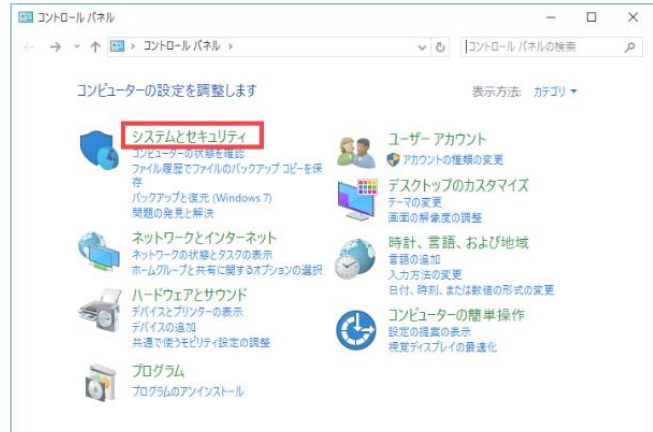 コントロール パネル
コントロール パネル
コントロール パネルの検索
コンピューターの設定を調整します
表示方法: カテゴリ
システムとセキュリティ
コンピューターの状態を確認
ファイル履歴でファイルのバックアップ コピーを保
存
バックアップと復元 (Windows 7)
問題の発見と解決
ネットワークとインターネット
ネットワークの状態とタスクの表示
ホームグループと共有に関するオプションの選択
ハードウェアとサウンド
デバイスとプリンターの表示
デバイスの追加
共通で使うモビリティ設定の調整
プログラム
プログラムのアンインストール
ユーザー アカウント
アカウントの種類の変更
デスクトップのカスタマイズ
テーマの変更
画面の解像度の調整
時計、言語、および地域
言語の追加
入力方法の変更
日付、時刻、または数値の形式の変更
コンピューターの簡単操作
設定の提案の表示
視覚ディスプレイの最適化